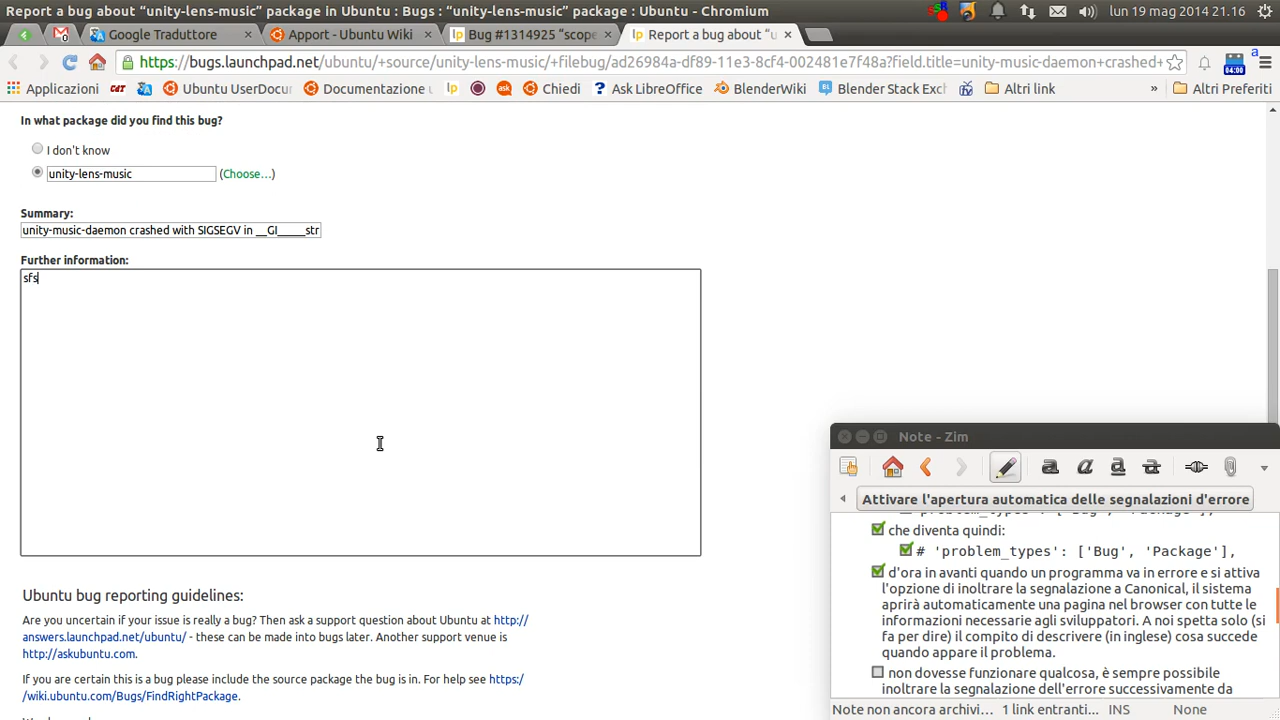 Report a bug about “unity-lens-music” package in Ubuntu : Bugs : “unity-lens-music” package : Ubuntu - Chromium
lun 19 mag 2014 21.16
Google Traduttore
Apport - Ubuntu Wiki
Bug #1314925 “scope
Report a bug about “u
https://bugs.launchpad.net/ubuntu/+source/unity-lens-music/+filebug/ad26984a-df89-11e3-8cf4-002481e7f48a?field.title=unity-music-daemon+crashed+
04:00
Applicazioni
CAT
Ubuntu UserDocu
Documentazione
Chiedi
Ask LibreOffice
BlenderWiki
Blender Stack Exch
Altri link
»
Altri Preferiti
In what package did you find this bug?
I don't know
unity-lens-music
(Choose…)
Summary:
unity-music-daemon crashed with SIGSEGV in __GI_____str
Further information:
sfs
Ubuntu bug reporting guidelines:
Are you uncertain if your issue is really a bug? Then ask a support question about Ubuntu at http://
answers.launchpad.net/ubuntu/ - these can be made into bugs later. Another support venue is
http://askubuntu.com.
If you are certain this is a bug please include the source package the bug is in. For help see https:/
/wiki.ubuntu.com/Bugs/FindRightPackage.
Note - Zim
Attivare l'apertura automatica delle segnalazioni d'errore
che diventa quindi:
# 'problem_types': ['Bug', 'Package'],
d'ora in avanti quando un programma va in errore e si attiva
l'opzione di inoltrare la segnalazione a Canonical, il sistema
aprirà automaticamente una pagina nel browser con tutte le
informazioni necessarie agli sviluppatori. A noi spetta solo (si
fa per dire) il compito di descrivere (in inglese) cosa succede
quando appare il problema.
non dovesse funzionare qualcosa, è sempre possibile
inoltrare la segnalazione dell'errore successivamente da
Note non ancora archivi...
1 link entranti...
INS
None